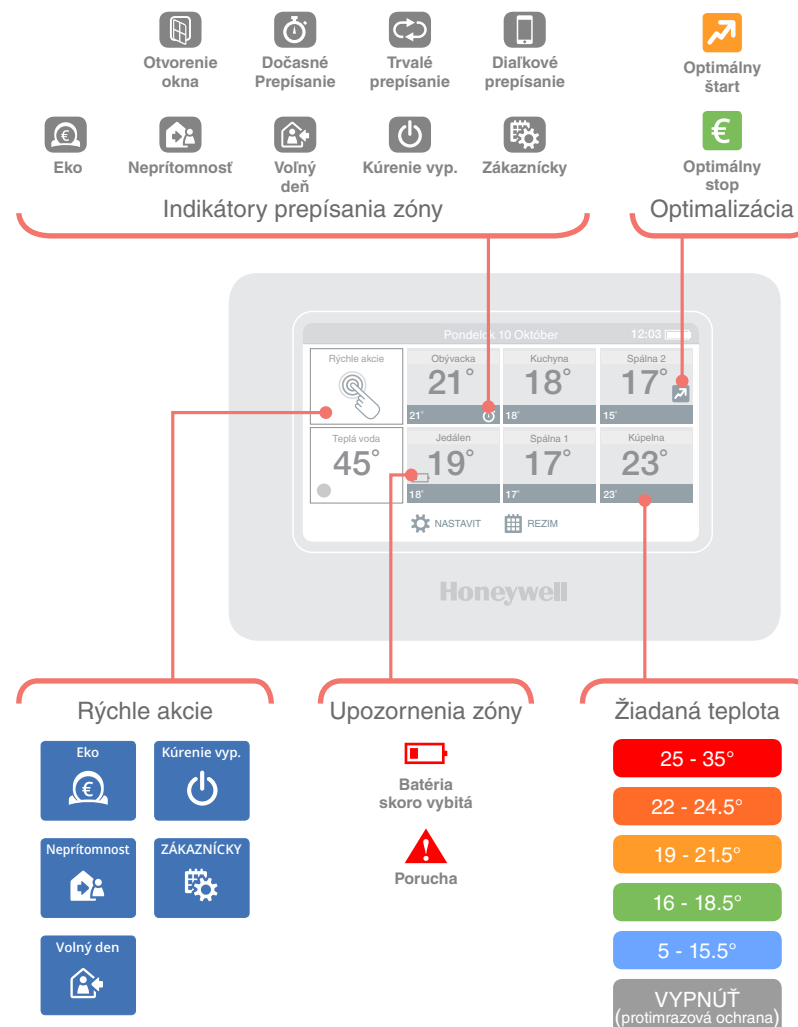 Otvorenie
okna
Dočasné
Prepísanie
Trvalé
prepísanie
Diaľkové
prepísanie
Optimálny
štart
Eko
Neprítomnosť
Voľný
deň
Kúrenie vyp.
Zákaznícky
€
Optimálny
stop
Indikátory prepísania zóny
Optimalizácia
Pondelok 10 Október 12:03
Rýchle akcie
Obývacka
21°
21°
Kuchyna
18°
18°
Spálna 2
17°
15°
Teplá voda
45°
Jedálen
19°
18°
Spálna 1
17°
17°
Kúpelna
23°
23°
NASTAVIT
REZIM
Honeywell
Rýchle akcie
Eko
Kúrenie vyp.
Neprítomnost
ZÁKAZNÍCKY
Volný den
Upozornenia zóny
Batéria
skoro vybitá
Porucha
Žiadaná teplota
25 - 35°
22 - 24.5°
19 - 21.5°
16 - 18.5°
5 - 15.5°
VYPNÚŤ
(protimrazová ochrana)